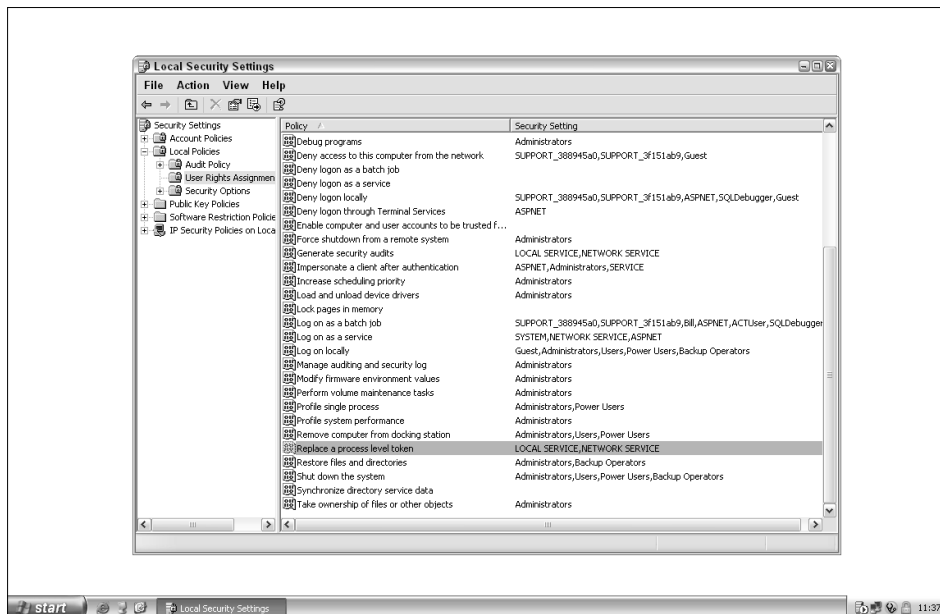 Local Security Settings
File Action View Help
Security Settings
Account Policies
Local Policies
Audit Policy
User Rights Assignmen
Security Options
Public Key Policies
Software Restriction Policie
IP Security Policies on Loca
Policy Security Setting
Debug programs Administrators
Deny access to this computer from the network SUPPORT_388945a0,SUPPORT_3f151ab9,Guest
Deny logon as a batch job
Deny logon as a service
Deny logon locally SUPPORT_388945a0,SUPPORT_3f151ab9,ASPNET,SQLDebugger,Guest
Deny logon through Terminal Services ASPNET
Enable computer and user accounts to be trusted f...
Force shutdown from a remote system Administrators
Generate security audits LOCAL SERVICE,NETWORK SERVICE
Impersonate a client after authentication ASPNET,Administrators,SERVICE
Increase scheduling priority Administrators
Load and unload device drivers Administrators
Lock pages in memory
Log on as a batch job SUPPORT_388945a0,SUPPORT_3f151ab9,Bill,ASPNET,ACTUser,SQLDebugger
Log on as a service SYSTEM,NETWORK SERVICE,ASPNET
Log on locally Guest,Administrators,Users,Power Users,Backup Operators
Manage auditing and security log Administrators
Modify firmware environment values Administrators
Perform volume maintenance tasks Administrators
Profile single process Administrators,Power Users
Profile system performance Administrators
Remove computer from docking station Administrators,Users,Power Users
Replace a process level token LOCAL SERVICE,NETWORK SERVICE
Restore files and directories Administrators,Backup Operators
Shut down the system Administrators,Users,Power Users,Backup Operators
Synchronize directory service data
Take ownership of files or other objects Administrators
start Local Security Settings 11:37